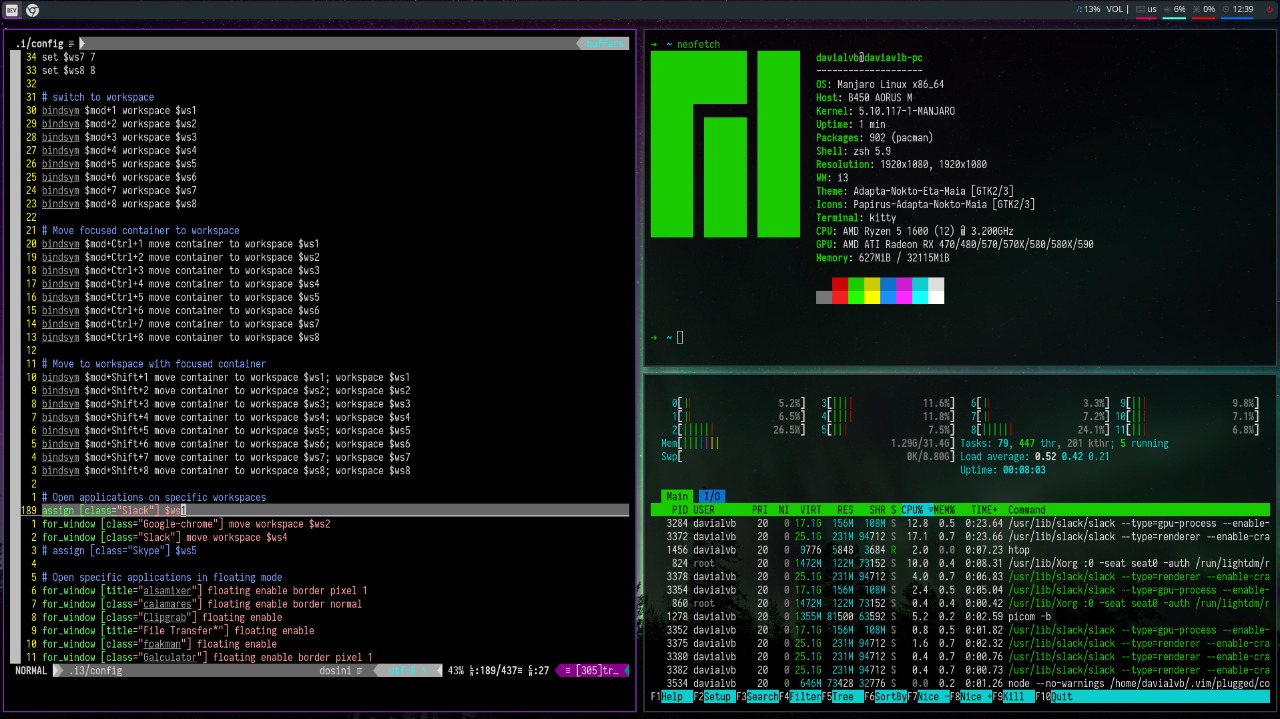 DEV
13% VOL | us 6% 0% 12:39
.i/config buffers
34 set $ws7 7
33 set $ws8 8
32
31 # switch to workspace
30 bindsym $mod+1 workspace $ws1
29 bindsym $mod+2 workspace $ws2
28 bindsym $mod+3 workspace $ws3
27 bindsym $mod+4 workspace $ws4
26 bindsym $mod+5 workspace $ws5
25 bindsym $mod+6 workspace $ws6
24 bindsym $mod+7 workspace $ws7
23 bindsym $mod+8 workspace $ws8
22
21 # Move focused container to workspace
20 bindsym $mod+Ctrl+1 move container to workspace $ws1
19 bindsym $mod+Ctrl+2 move container to workspace $ws2
18 bindsym $mod+Ctrl+3 move container to workspace $ws3
17 bindsym $mod+Ctrl+4 move container to workspace $ws4
16 bindsym $mod+Ctrl+5 move container to workspace $ws5
15 bindsym $mod+Ctrl+6 move container to workspace $ws6
14 bindsym $mod+Ctrl+7 move container to workspace $ws7
13 bindsym $mod+Ctrl+8 move container to workspace $ws8
12
11 # Move to workspace with focused container
10 bindsym $mod+Shift+1 move container to workspace $ws1; workspace $ws1
9 bindsym $mod+Shift+2 move container to workspace $ws2; workspace $ws2
8 bindsym $mod+Shift+3 move container to workspace $ws3; workspace $ws3
7 bindsym $mod+Shift+4 move container to workspace $ws4; workspace $ws4
6 bindsym $mod+Shift+5 move container to workspace $ws5; workspace $ws5
5 bindsym $mod+Shift+6 move container to workspace $ws6; workspace $ws6
4 bindsym $mod+Shift+7 move container to workspace $ws7; workspace $ws7
3 bindsym $mod+Shift+8 move container to workspace $ws8; workspace $ws8
2
1 # Open applications on specific workspaces
189 assign [class="Slack"] $ws1
1 for_window [class="Google-chrome"] move workspace $ws2
2 for_window [class="Slack"] move workspace $ws4
3 # assign [class="Skype"] $ws5
4
5 # Open specific applications in floating mode
6 for_window [title="alsamixer"] floating enable border pixel 1
7 for_window [class="calamares"] floating enable border normal
8 for_window [class="Clipgrab"] floating enable
9 for_window [title="File Transfer*"] floating enable
10 for_window [class="fpakman"] floating enable
11 for_window [class="Galculator"] floating enable border pixel 1
NORMAL .i3/config dosini 43% :189/437 :27 [305]tr…
→ ~ neofetch
davialvb@daviavlb-pc
--------------------
OS: Manjaro Linux x86_64
Host: B450 AORUS M
Kernel: 5.10.117-1-MANJARO
Uptime: 1 min
Packages: 902 (pacman)
Shell: zsh 5.9
Resolution: 1920x1080, 1920x1080
WM: i3
Theme: Adapta-Nokto-Eta-Maia [GTK2/3]
Icons: Papirus-Adapta-Nokto-Maia [GTK2/3]
Terminal: kitty
CPU: AMD Ryzen 5 1600 (12) @ 3.200GHz
GPU: AMD ATI Radeon RX 470/480/570/570X/580/580X/590
Memory: 627MiB / 32115MiB
→ ~
0[|| 5.2%] 3[|||| 11.6%] 6[|| 3.3%] 9[||| 9.8%]
1[|| 6.5%] 4[|||| 11.8%] 7[|| 7.2%] 10[||| 7.1%]
2[|||||| 26.5%] 5[||| 7.5%] 8[|||||| 24.1%] 11[||| 6.8%]
Mem[||||||| 1.29G/31.4G] Tasks: 79, 447 thr, 201 kthr; 5 running
Swp[ 0K/8.80G] Load average: 0.52 0.42 0.21
Uptime: 00:08:03
Main I/O
PID USER PRI NI VIRT RES SHR S CPU%▽MEM% TIME+ Command
3284 davialvb 20 0 17.1G 156M 108M S 12.8 0.5 0:23.64 /usr/lib/slack/slack --type=gpu-process --enable-
3372 davialvb 20 0 25.1G 231M 94712 S 17.1 0.7 0:23.54 /usr/lib/slack/slack --type=renderer --enable-cra
1456 davialvb 20 0 9776 5848 3684 R 2.0 0.0 0:07.23 htop
824 root 20 0 1472M 122M 73152 S 10.0 0.4 0:08.31 /usr/lib/Xorg :0 -seat seat0 -auth /run/lightdm/r
3378 davialvb 20 0 25.1G 231M 94712 S 4.0 0.7 0:06.83 /usr/lib/slack/slack --type=renderer --enable-cra
3354 davialvb 20 0 17.1G 156M 108M S 2.4 0.5 0:05.04 /usr/lib/slack/slack --type=gpu-process --enable-
860 root 20 0 1472M 122M 73152 S 0.4 0.4 0:00.42 /usr/lib/Xorg :0 -seat seat0 -auth /run/lightdm/r
1278 davialvb 20 0 1355M 81500 63592 S 5.2 0.2 0:02.59 picom -b
3352 davialvb 20 0 17.1G 156M 108M S 0.8 0.5 0:01.82 /usr/lib/slack/slack --type=gpu-process --enable-
3375 davialvb 20 0 25.1G 231M 94712 S 1.6 0.7 0:02.32 /usr/lib/slack/slack --type=renderer --enable-cra
3380 davialvb 20 0 25.1G 231M 94712 S 0.4 0.7 0:00.76 /usr/lib/slack/slack --type=renderer --enable-cra
3382 davialvb 20 0 25.1G 231M 94712 S 0.4 0.7 0:00.73 /usr/lib/slack/slack --type=renderer --enable-cra
3534 davialvb 20 0 646M 73428 32776 S 0.0 0.2 0:01.26 node --no-warnings /home/davialvb/.vim/plugged/co
F1Help F2Setup F3SearchF4FilterF5Tree F6SortByF7Nice -F8Nice +F9Kill F10Quit